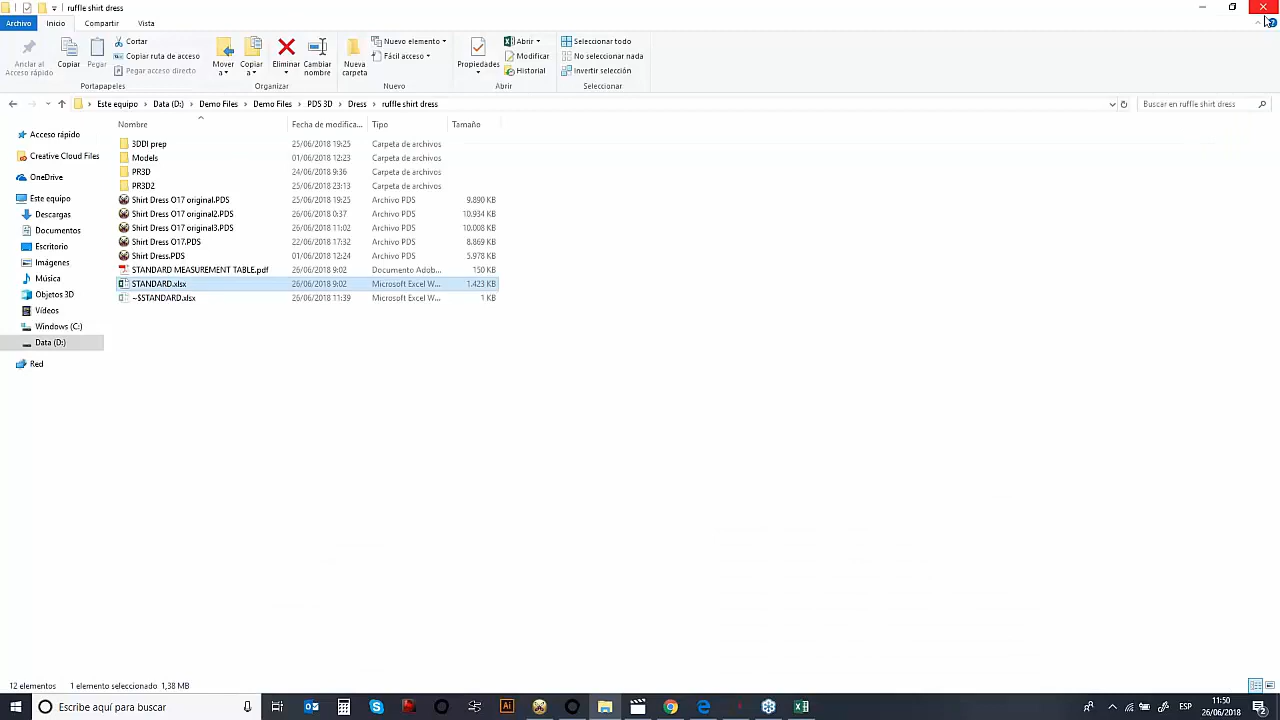 ruffle shirt dress
Archivo Inicio Compartir Vista
Anclar al Acceso rápido
Copiar
Pegar
Cortar
Copiar ruta de acceso
Pegar acceso directo
Portapapeles
Mover a
Copiar a
Eliminar
Cambiar nombre
Organizar
Nueva carpeta
Nuevo elemento
Fácil acceso
Nuevo
Propiedades
Abrir
Modificar
Historial
Abrir
Seleccionar todo
No seleccionar nada
Invertir selección
Seleccionar
Este equipo > Data (D:) > Demo Files > Demo Files > PDS 3D > Dress > ruffle shirt dress
Buscar en ruffle shirt dress
Acceso rápido
Creative Cloud Files
OneDrive
Este equipo
Descargas
Documentos
Escritorio
Imágenes
Música
Objetos 3D
Vídeos
Windows (C:)
Data (D:)
Red
Nombre Fecha de modifica... Tipo Tamaño
3DDI prep 25/06/2018 19:25 Carpeta de archivos
Models 01/06/2018 12:23 Carpeta de archivos
PR3D 24/06/2018 9:36 Carpeta de archivos
PR3D2 25/06/2018 23:13 Carpeta de archivos
Shirt Dress O17 original.PDS 25/06/2018 19:25 Archivo PDS 9.890 KB
Shirt Dress O17 original2.PDS 26/06/2018 0:37 Archivo PDS 10.934 KB
Shirt Dress O17 original3.PDS 26/06/2018 11:02 Archivo PDS 10.008 KB
Shirt Dress O17.PDS 22/06/2018 17:32 Archivo PDS 8.869 KB
Shirt Dress.PDS 01/06/2018 12:24 Archivo PDS 5.978 KB
STANDARD MEASUREMENT TABLE.pdf 26/06/2018 9:02 Documento Adob... 150 KB
STANDARD.xlsx 26/06/2018 9:02 Microsoft Excel W... 1.423 KB
~$STANDARD.xlsx 26/06/2018 11:39 Microsoft Excel W... 1 KB
12 elementos 1 elemento seleccionado 1,38 MB
Escribe aquí para buscar
Ai
ESP
11:50
26/06/2018
2